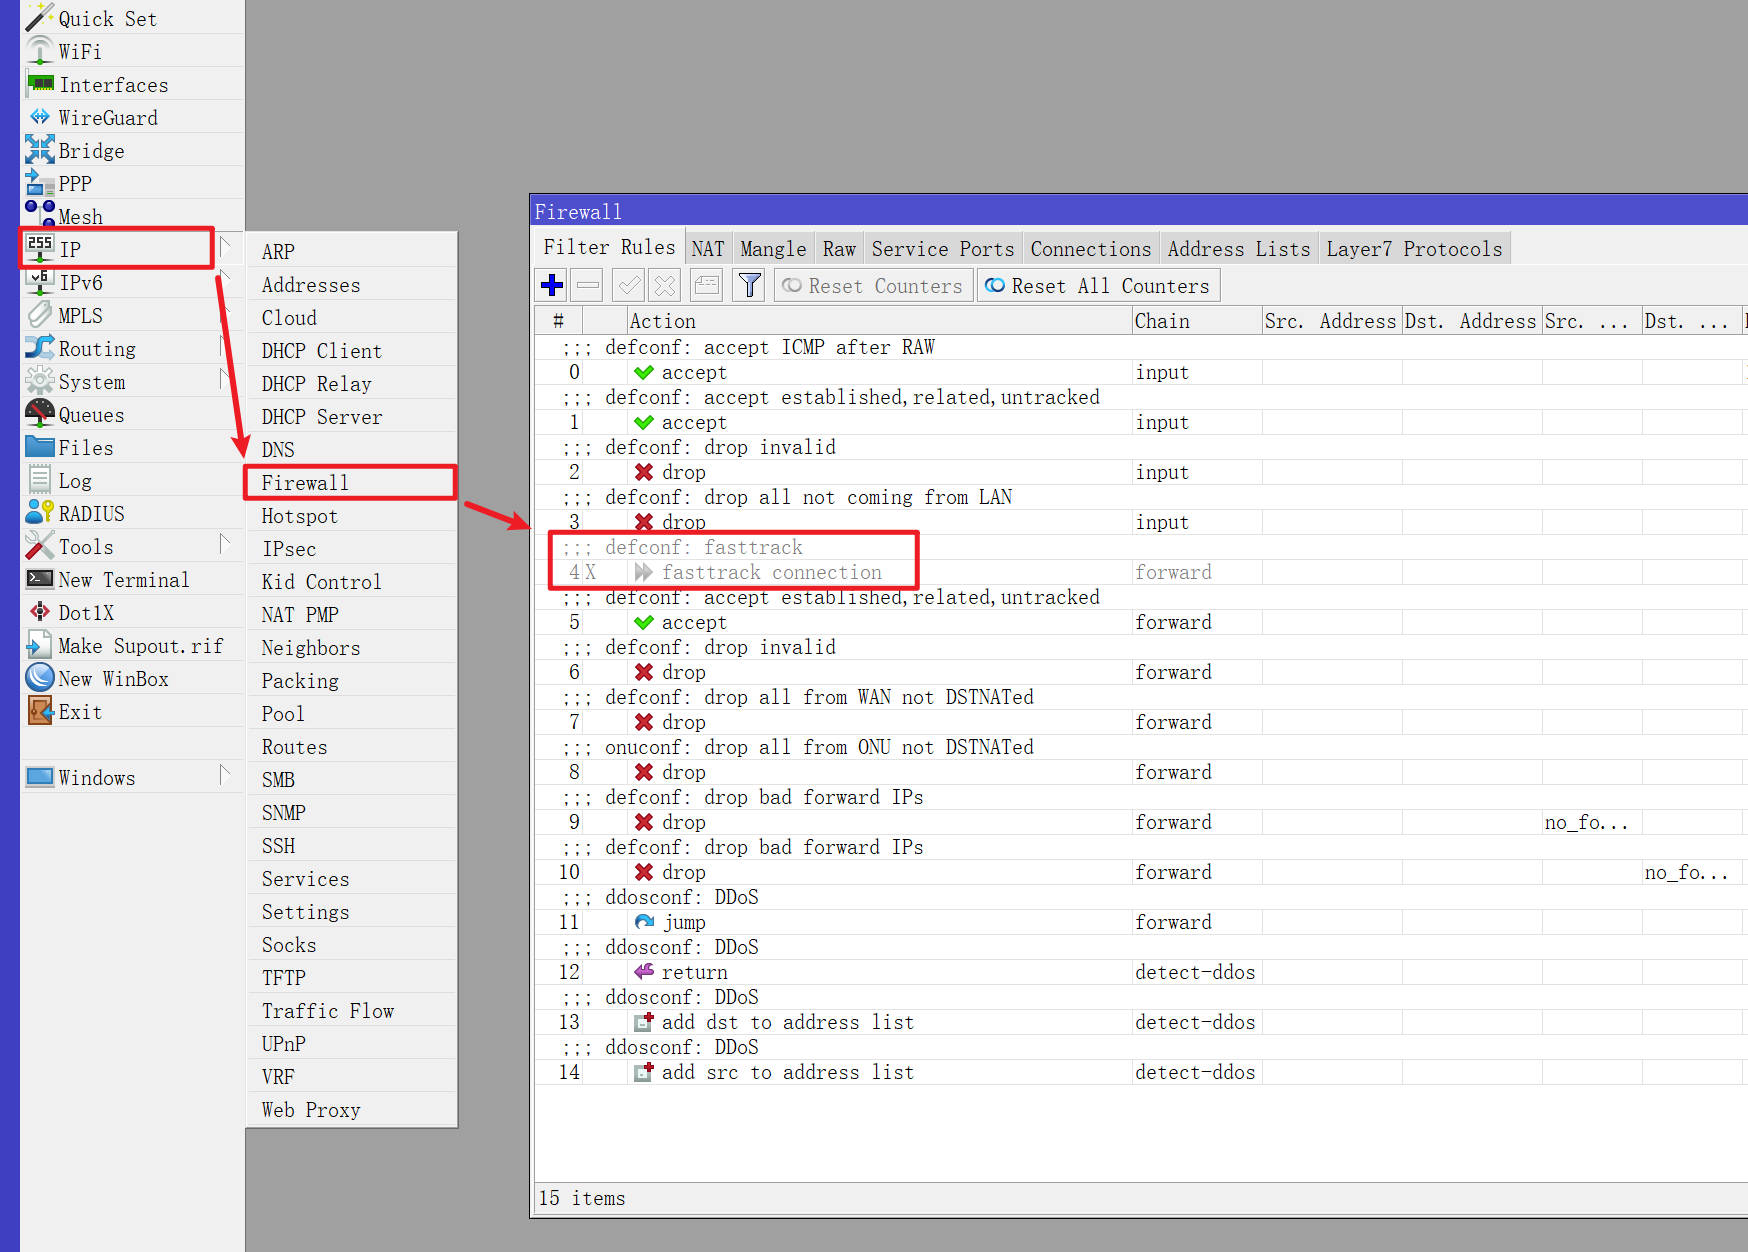 Quick Set
WiFi
Interfaces
WireGuard
Bridge
PPP
Mesh
255 IP
v6 IPv6
MPLS
Routing
System
Queues
Files
Log
RADIUS
Tools
New Terminal
Dot1X
Make Supout.rif
New WinBox
Exit
Windows
ARP
Addresses
Cloud
DHCP Client
DHCP Relay
DHCP Server
DNS
Firewall
Hotspot
IPsec
Kid Control
NAT PMP
Neighbors
Packing
Pool
Routes
SMB
SNMP
SSH
Services
Settings
Socks
TFTP
Traffic Flow
UPnP
VRF
Web Proxy
Firewall
Filter Rules NAT Mangle Raw Service Ports Connections Address Lists Layer7 Protocols
Reset Counters Reset All Counters
# Action Chain Src. Address Dst. Address Src. ... Dst. ...
;;; defconf: accept ICMP after RAW
0 accept input
;;; defconf: accept established,related,untracked
1 accept input
;;; defconf: drop invalid
2 drop input
;;; defconf: drop all not coming from LAN
3 drop input
;;; defconf: fasttrack
4 X fasttrack connection forward
;;; defconf: accept established,related,untracked
5 accept forward
;;; defconf: drop invalid
6 drop forward
;;; defconf: drop all from WAN not DSTNATed
7 drop forward
;;; onuconf: drop all from ONU not DSTNATed
8 drop forward
;;; defconf: drop bad forward IPs
9 drop forward no_fo...
;;; defconf: drop bad forward IPs
10 drop forward no_fo...
;;; ddosconf: DDoS
11 jump forward
;;; ddosconf: DDoS
12 return detect-ddos
;;; ddosconf: DDoS
13 add dst to address list detect-ddos
;;; ddosconf: DDoS
14 add src to address list detect-ddos
15 items